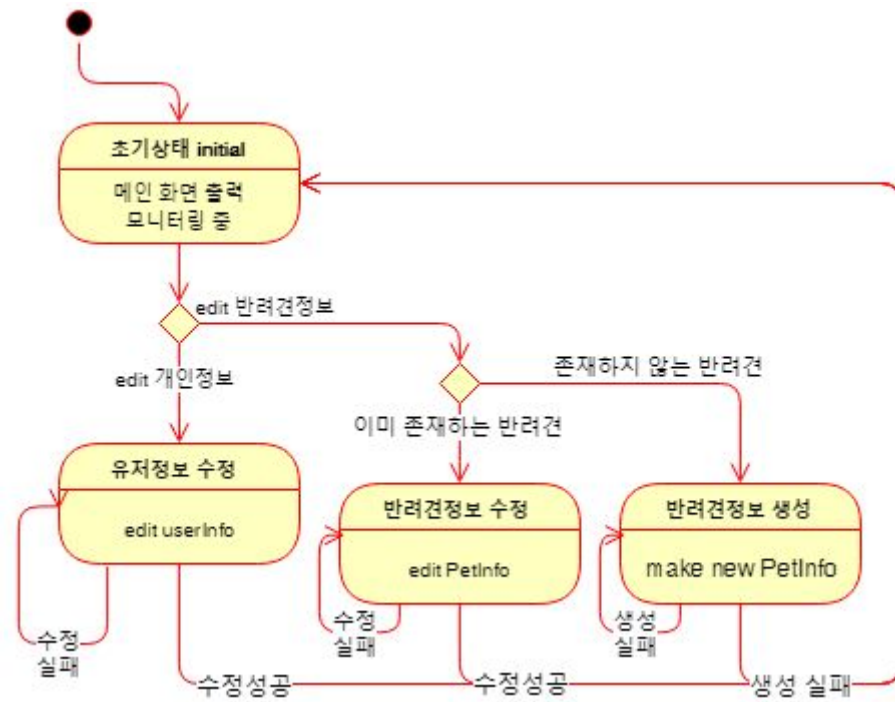 초기상태 initial
메인 화면 출력
모니터링 중
edit 반려견정보
edit 개인정보
존재하지 않는 반려견
이미 존재하는 반려견
유저정보 수정
edit userInfo
반려견정보 수정
edit PetInfo
반려견정보 생성
make new PetInfo
수정
실패
수정
실패
생성
실패
수정성공
수정성공
생성 실패